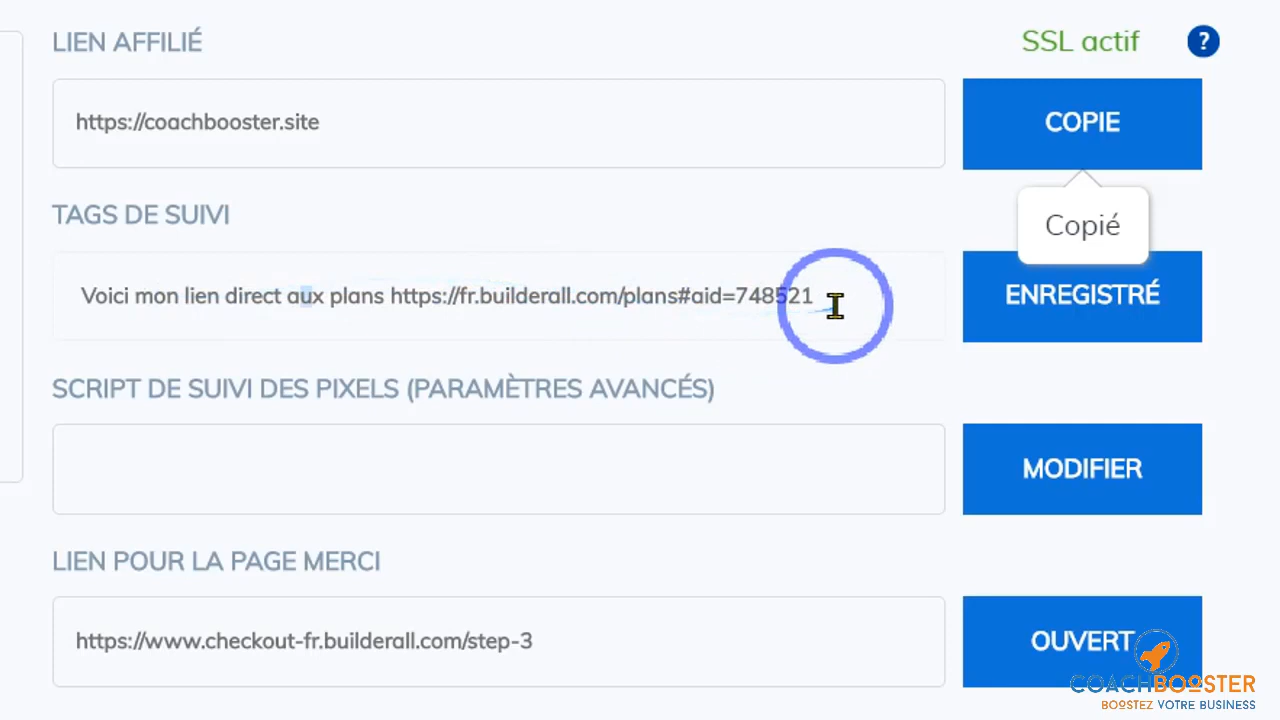 LIEN AFFILIÉ
SSL actif
?
https://coachbooster.site
COPIE
Copié
TAGS DE SUIVI
Voici mon lien direct aux plans https://fr.builderall.com/plans#aid=748521
ENREGISTRÉ
SCRIPT DE SUIVI DES PIXELS (PARAMÈTRES AVANCÉS)
MODIFIER
LIEN POUR LA PAGE MERCI
https://www.checkout-fr.builderall.com/step-3
OUVERT
COACHBOOSTER
BOOSTEZ VOTRE BUSINESS